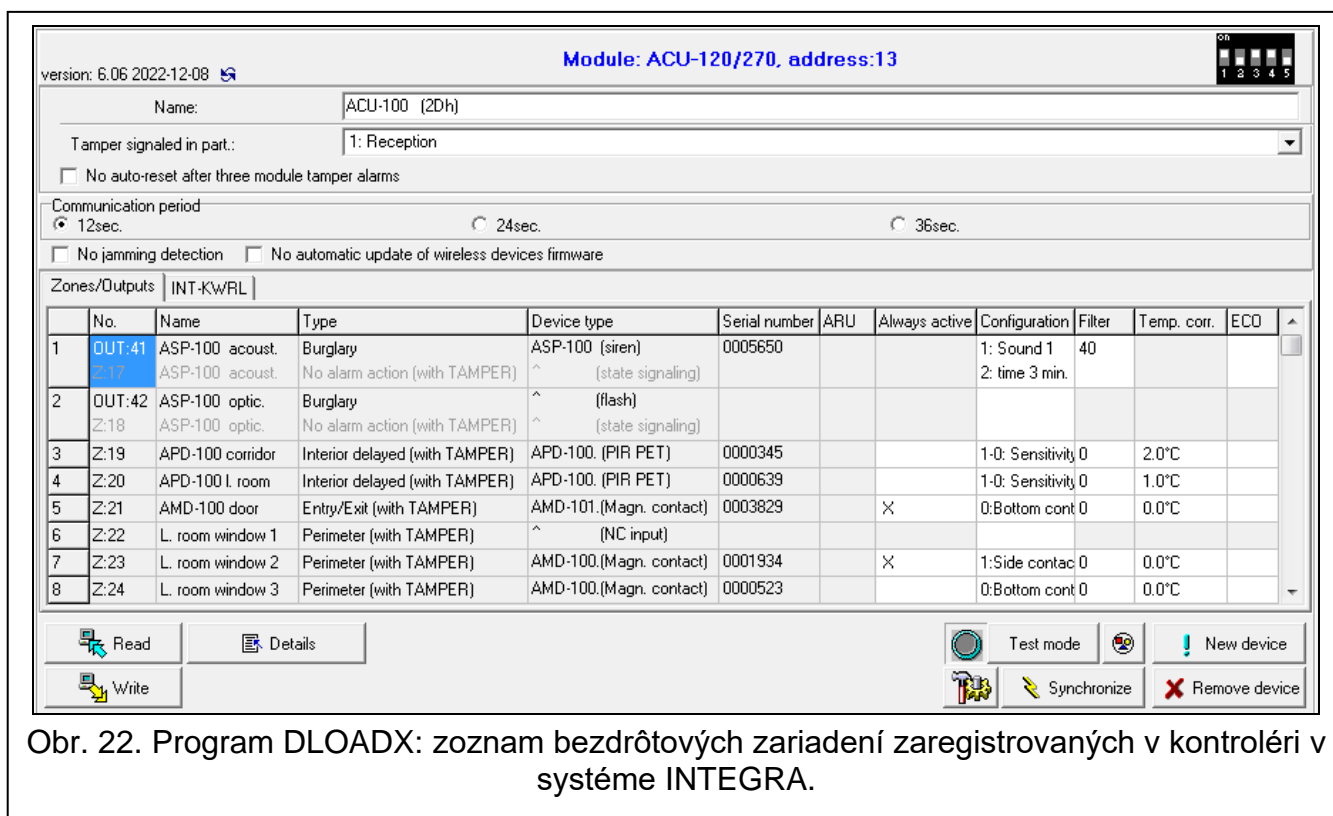 Module: ACU-120/270, address:13
version: 6.06 2022-12-08
on
1 2 3 4 5
Name: ACU-100 (2Dh)
Tamper signaled in part.: 1: Reception
No auto-reset after three module tamper alarms
Communication period
12sec. 24sec. 36sec.
No jamming detection No automatic update of wireless devices firmware
Zones/Outputs INT-KWRL
No. Name Type Device type Serial number ARU Always active Configuration Filter Temp. corr. ECO
1 OUT:41 ASP-100 acoust. Burglary ASP-100 (siren) 0005650 1: Sound 1 40
Z:17 ASP-100 acoust. No alarm action (with TAMPER) ^ (state signaling) 2: time 3 min.
2 OUT:42 ASP-100 optic. Burglary ^ (flash)
Z:18 ASP-100 optic. No alarm action (with TAMPER) ^ (state signaling)
3 Z:19 APD-100 corridor Interior delayed (with TAMPER) APD-100. (PIR PET) 0000345 1-0: Sensitivity 0 2.0°C
4 Z:20 APD-100 l. room Interior delayed (with TAMPER) APD-100. (PIR PET) 0000639 1-0: Sensitivity 0 1.0°C
5 Z:21 AMD-100 door Entry/Exit (with TAMPER) AMD-101.(Magn. contact) 0003829 X 0:Bottom cont 0 0.0°C
6 Z:22 L. room window 1 Perimeter (with TAMPER) ^ (NC input)
7 Z:23 L. room window 2 Perimeter (with TAMPER) AMD-100.(Magn. contact) 0001934 X 1:Side contac 0 0.0°C
8 Z:24 L. room window 3 Perimeter (with TAMPER) AMD-100.(Magn. contact) 0000523 0:Bottom cont 0 0.0°C
Read Details Test mode New device
Write Synchronize Remove device
Obr. 22. Program DLOADX: zoznam bezdrôtových zariadení zaregistrovaných v kontroléri v
systéme INTEGRA.